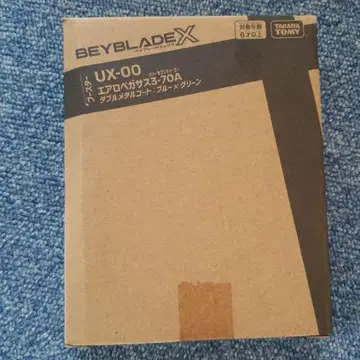 BEYBLADE X
ベイブレードエックス
対象年齢
6才以上
TAKARA
TOMY
ブースター
UX-00
エアロペガサス3-70A
ダブルメタルコート:ブルー×グリーン